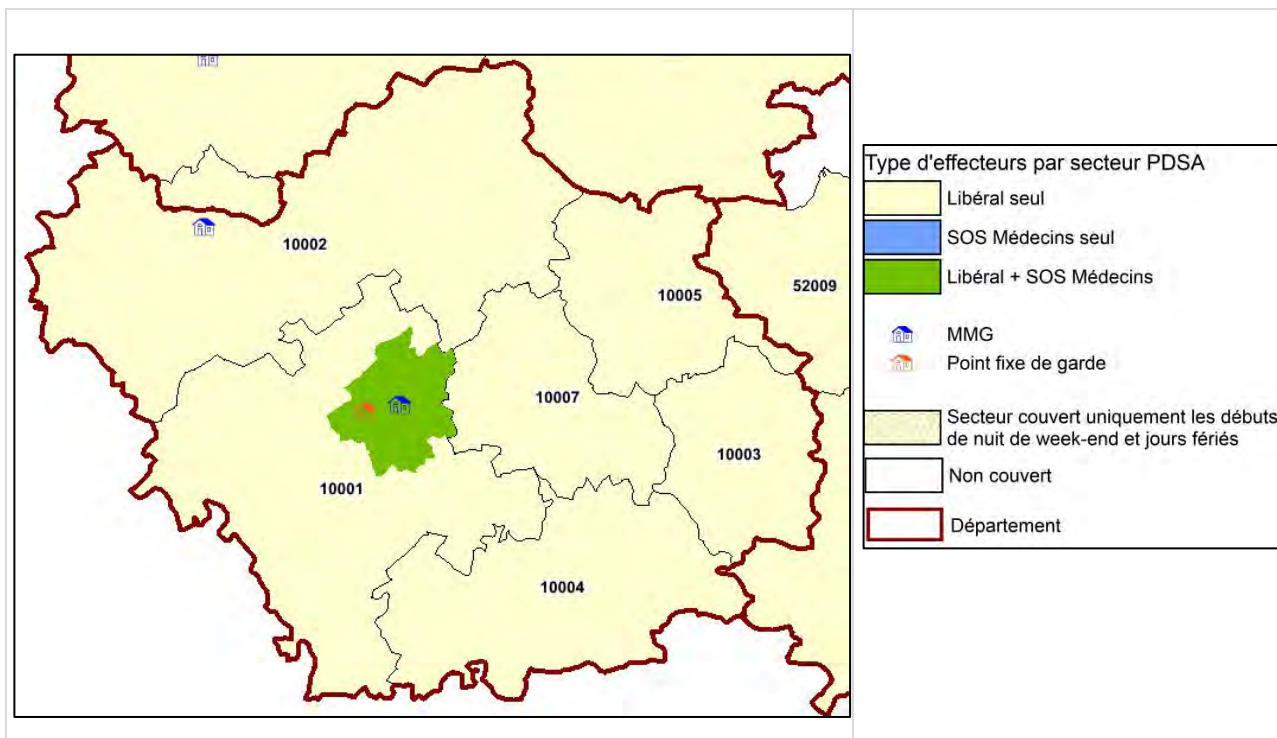 10002
10005
52009
10007
10003
10001
10004
Type d'effecteurs par secteur PDSA
Libéral seul
SOS Médecins seul
Libéral + SOS Médecins
MMG
Point fixe de garde
Secteur couvert uniquement les débuts
de nuit de week-end et jours fériés
Non couvert
Département